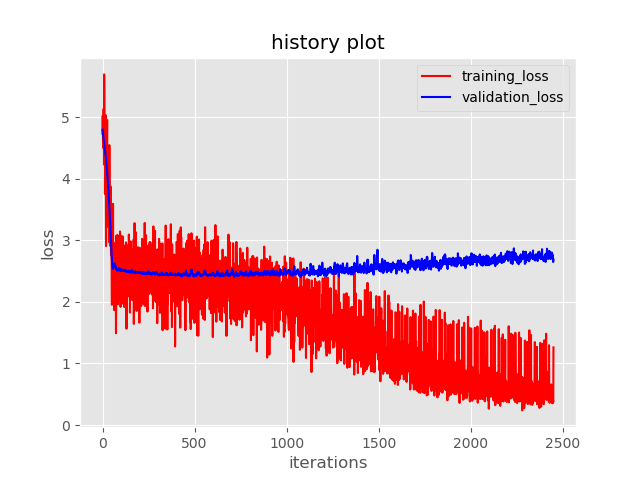 history plot
training_loss
validation_loss
5
4
3
2
1
0
loss
0 500 1000 1500 2000 2500
iterations